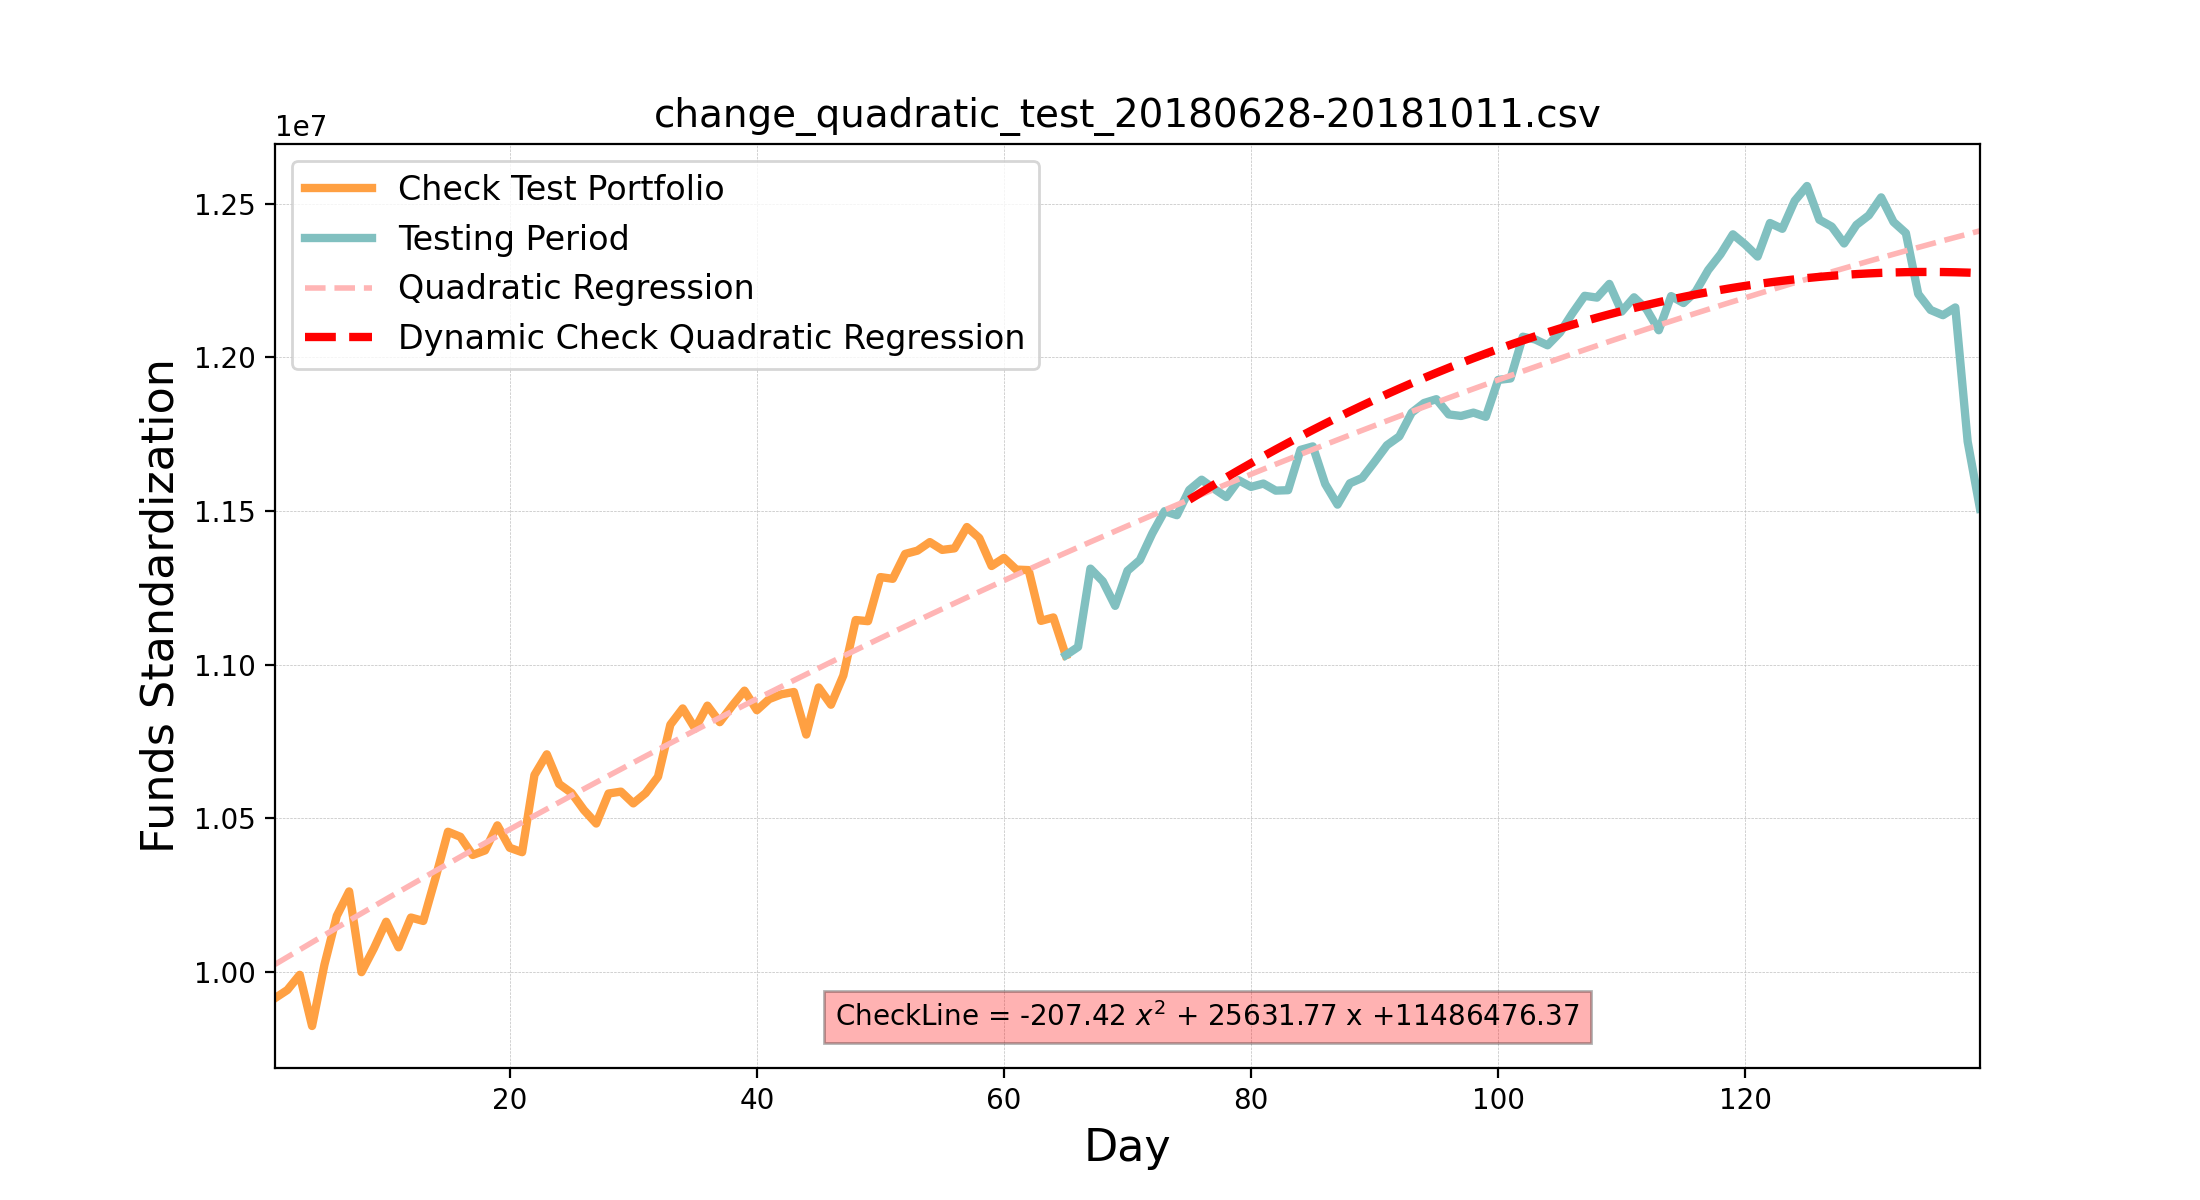 change_quadratic_test_20180628-20181011.csv
1e7
Check Test Portfolio
Testing Period
Quadratic Regression
Dynamic Check Quadratic Regression
1.25
1.20
1.15
1.10
1.05
1.00
Funds Standardization
CheckLine = -207.42 x² + 25631.77 x +11486476.37
20 40 60 80 100 120
Day